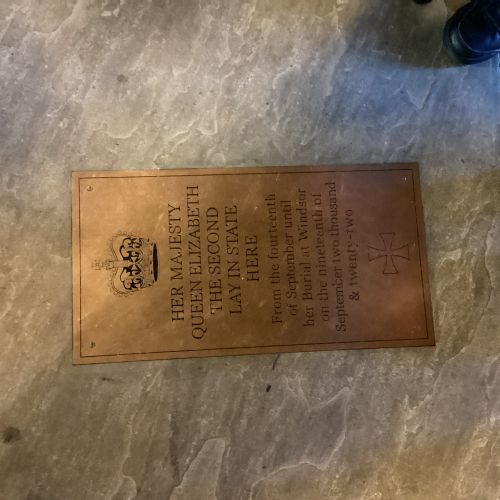 HER MAJESTY
QUEEN ELIZABETH
THE SECOND
LAY IN STATE
HERE
From the fourteenth
of September until
her Burial at Windsor
on the nineteenth of
September two thousand
& twenty-two